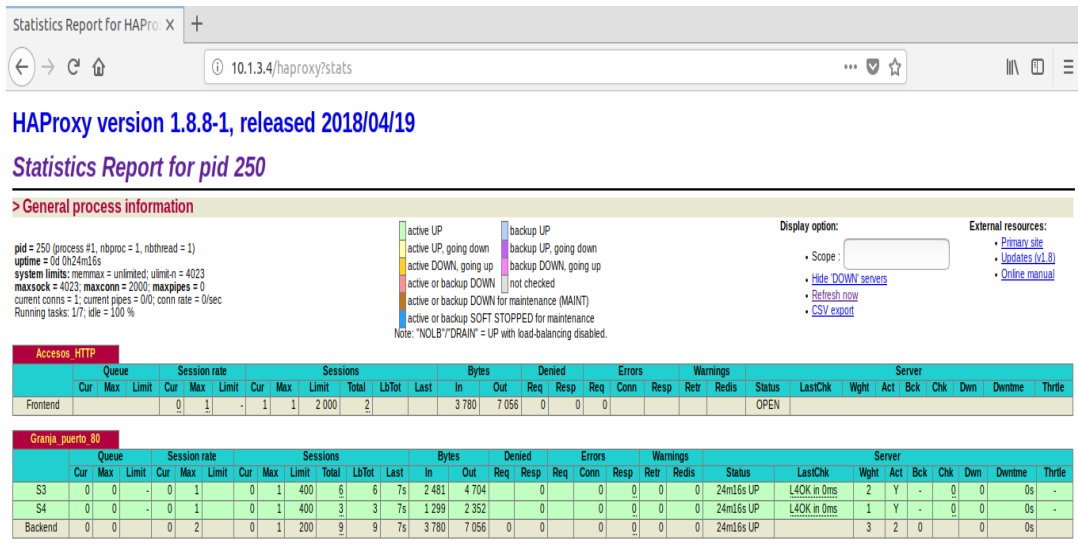 Statistics Report for HAPro
10.1.3.4/haproxy?stats
HAProxy version 1.8.8-1, released 2018/04/19
Statistics Report for pid 250
> General process information
pid = 250 (process #1, nbproc = 1, nbthread = 1)
uptime = 0d 0h24m16s
system limits: memmax = unlimited; ulimit-n = 4023
maxsock = 4023; maxconn = 2000; maxpipes = 0
current conns = 1; current pipes = 0/0; conn rate = 0/sec
Running tasks: 1/7; idle = 100 %
active UP backup UP
active UP, going down backup UP, going down
active DOWN, going up backup DOWN, going up
active or backup DOWN not checked
active or backup DOWN for maintenance (MAINT)
active or backup SOFT STOPPED for maintenance
Note: "NOLB"/"DRAIN" = UP with load-balancing disabled.
Display option:
• Scope :
• Hide 'DOWN' servers
• Refresh now
• CSV export
External resources:
• Primary site
• Updates (v1.8)
• Online manual
Accesos_HTTP
Queue Session rate Sessions Bytes Denied Errors Warnings Server
Cur Max Limit Cur Max Limit Cur Max Limit Total LbTot Last In Out Req Resp Req Conn Resp Retr Redis Status LastChk Wght Act Bck Chk Dwn Dwntme Thrtle
Frontend 0 1 - 1 1 2 000 2 3 780 7 056 0 0 0 OPEN
Granja_puerto_80
Queue Session rate Sessions Bytes Denied Errors Warnings Server
Cur Max Limit Cur Max Limit Cur Max Limit Total LbTot Last In Out Req Resp Req Conn Resp Retr Redis Status LastChk Wght Act Bck Chk Dwn Dwntme Thrtle
S3 0 0 - 0 1 0 1 400 6 6 7s 2 481 4 704 0 0 0 0 0 24m16s UP L4OK in 0ms 2 Y - 0 0 0s -
S4 0 0 - 0 1 0 1 400 3 3 7s 1 299 2 352 0 0 0 0 0 24m16s UP L4OK in 0ms 1 Y - 0 0 0s -
Backend 0 0 0 2 0 1 200 9 9 7s 3 780 7 056 0 0 0 0 0 0 24m16s UP 3 2 0 0 0s